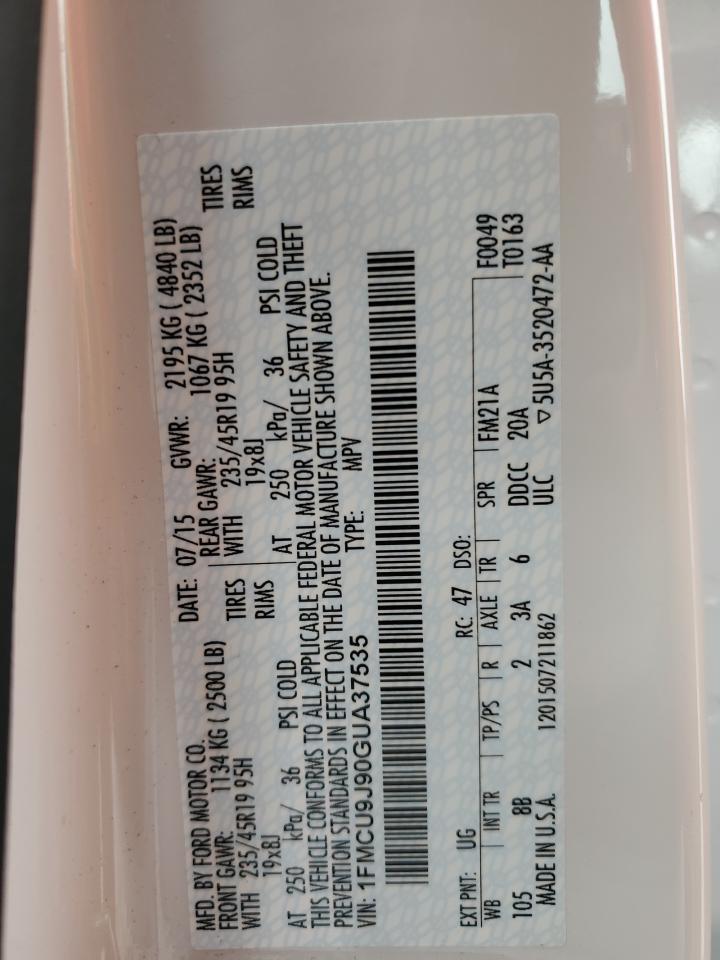 MFD. BY FORD MOTOR CO.
DATE: 07/15 GVWR: 2195 KG ( 4840 LB)
FRONT GAWR: 1134 KG ( 2500 LB)
REAR GAWR: 1067 KG ( 2352 LB)
WITH 235/45R19 95H TIRES
WITH 235/45R19 95H TIRES
19x8J RIMS
19x8J RIMS
AT 250 kPa/ 36 PSI COLD
AT 250 kPa/ 36 PSI COLD
THIS VEHICLE CONFORMS TO ALL APPLICABLE FEDERAL MOTOR VEHICLE SAFETY AND THEFT
PREVENTION STANDARDS IN EFFECT ON THE DATE OF MANUFACTURE SHOWN ABOVE.
VIN: 1FMCU9J90GUA37535 TYPE: MPV
EXT PNT: UG RC: 47 DSO: F0049
WB INT TR TP/PS R AXLE TR SPR FM21A T0163
105 8B 2 3A 6 DDCC 20A
MADE IN U.S.A. 1201507211862 ULC ▽5U5A-3520472-AA